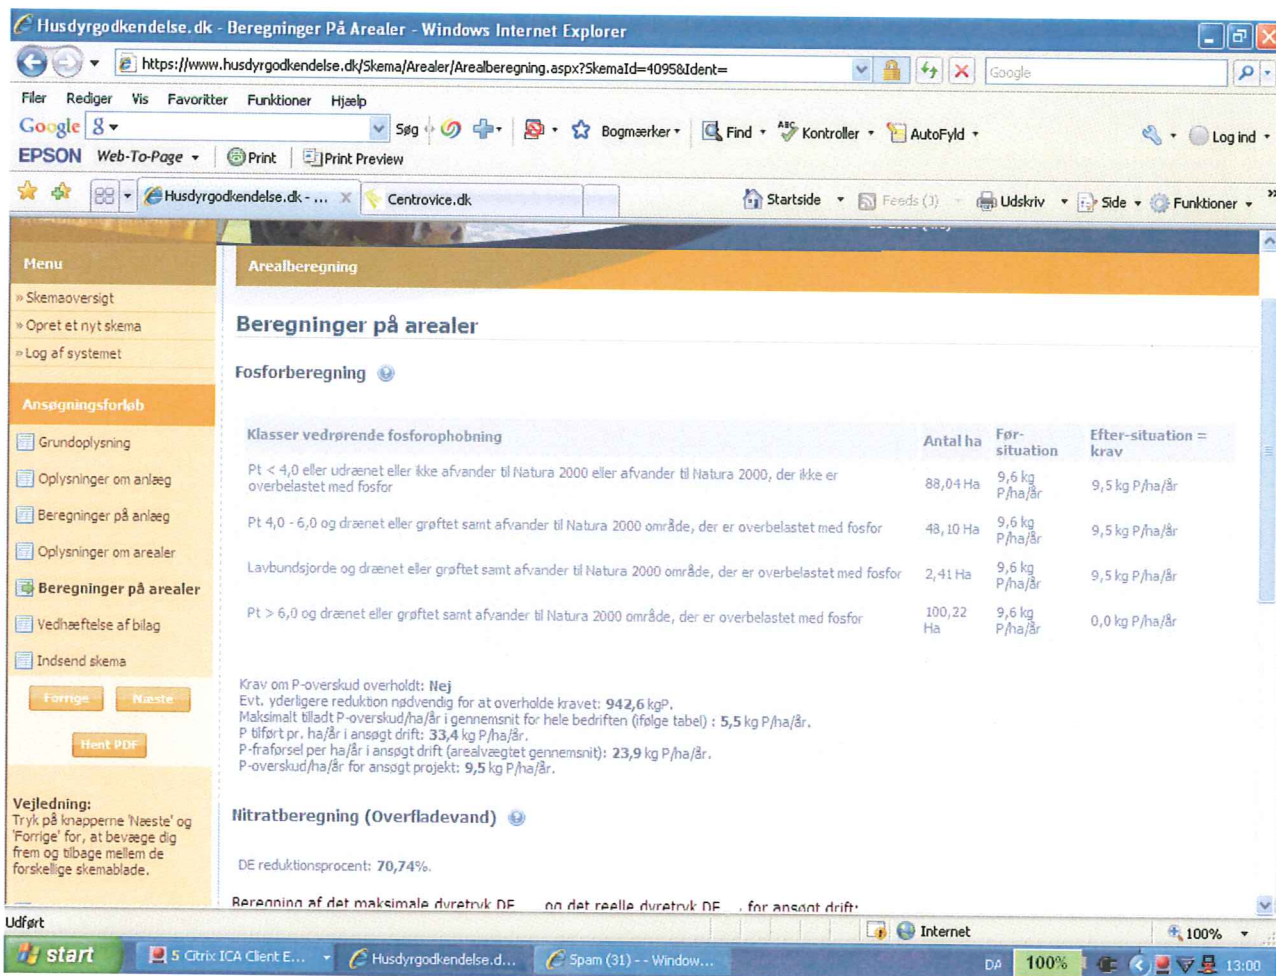 Husdyrgodkendelse.dk - Beregninger På Arealer - Windows Internet Explorer
https://www.husdyrgodkendelse.dk/Skema/Arealer/Arealberegning.aspx?SkemaId=4095&Ident=
Google
Filer Rediger Vis Favoritter Funktioner Hjælp
Google Søg Bogmærker Find Kontroller AutoFyld Log ind
EPSON Web-To-Page Print Print Preview
Husdyrgodkendelse.dk - ... Centrovice.dk Startside Feeds (J) Udskriv Side Funktioner
Menu
» Skemaoversigt
» Opret et nyt skema
» Log af systemet
Ansøgningsforløb
Grundoplysning
Oplysninger om anlæg
Beregninger på anlæg
Oplysninger om arealer
Beregninger på arealer
Vedhæftelse af bilag
Indsend skema
Forrige Næste
Hent PDF
Vejledning:
Tryk på knapperne 'Næste' og
'Forrige' for, at bevæge dig
frem og tilbage mellem de
forskellige skemablade.
Arealberegning
Beregninger på arealer
Fosforberegning
Klasser vedrørende fosforophobning Antal ha Før-situation Efter-situation = krav
Pt < 4,0 eller udrænet eller ikke afvander til Natura 2000 eller afvander til Natura 2000, der ikke er
overbelastet med fosfor 88,04 Ha 9,6 kg P/ha/år 9,5 kg P/ha/år
Pt 4,0 - 6,0 og drænet eller grøftet samt afvander til Natura 2000 område, der er overbelastet med fosfor 48,10 Ha 9,6 kg P/ha/år 9,5 kg P/ha/år
Lavbundsjorde og drænet eller grøftet samt afvander til Natura 2000 område, der er overbelastet med fosfor 2,41 Ha 9,6 kg P/ha/år 9,5 kg P/ha/år
Pt > 6,0 og drænet eller grøftet samt afvander til Natura 2000 område, der er overbelastet med fosfor 100,22 Ha 9,6 kg P/ha/år 0,0 kg P/ha/år
Krav om P-overskud overholdt: Nej
Evt. yderligere reduktion nødvendig for at overholde kravet: 942,6 kgP.
Maksimalt tilladt P-overskud/ha/år i gennemsnit for hele bedriften (ifølge tabel) : 5,5 kg P/ha/år.
P tilført pr. ha/år i ansøgt drift: 33,4 kg P/ha/år.
P-fraførsel per ha/år i ansøgt drift (arealvægtet gennemsnit): 23,9 kg P/ha/år.
P-overskud/ha/år for ansøgt projekt: 9,5 kg P/ha/år.
Nitratberegning (Overfladevand)
DE reduktionsprocent: 70,74%.
Beregning af det maksimale dyretryk DE og det reelle dyretryk DE for ansøgt drift:
Udført Internet 100%
start 5 Citrix ICA Client E... Husdyrgodkendelse.d... Spam (31) -- Window... DA 100% 13:00